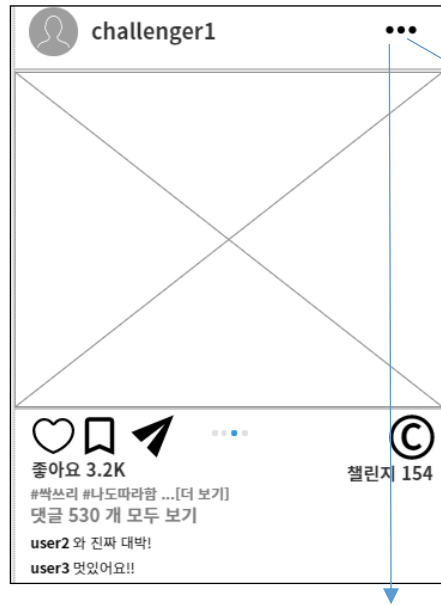 challenger1
좋아요 3.2K
챌린지 154
#싹쓰리 #나도따라함 ...[더 보기]
댓글 530 개 모두 보기
user2 와 진짜 대박!
user3 멋있어요!!